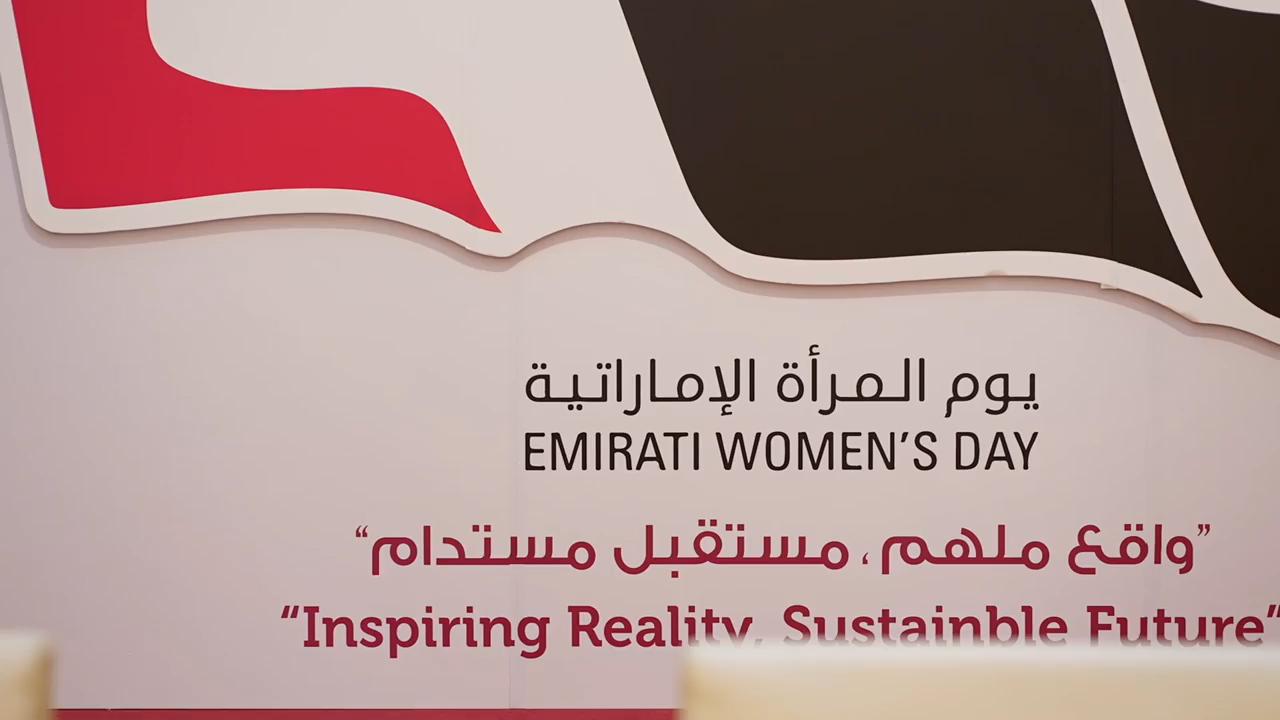 يوم المرأة الإماراتية
EMIRATI WOMEN’S DAY
”واقع ملهم، مستقبل مستدام“
“Inspiring Reality, Sustainble Future“